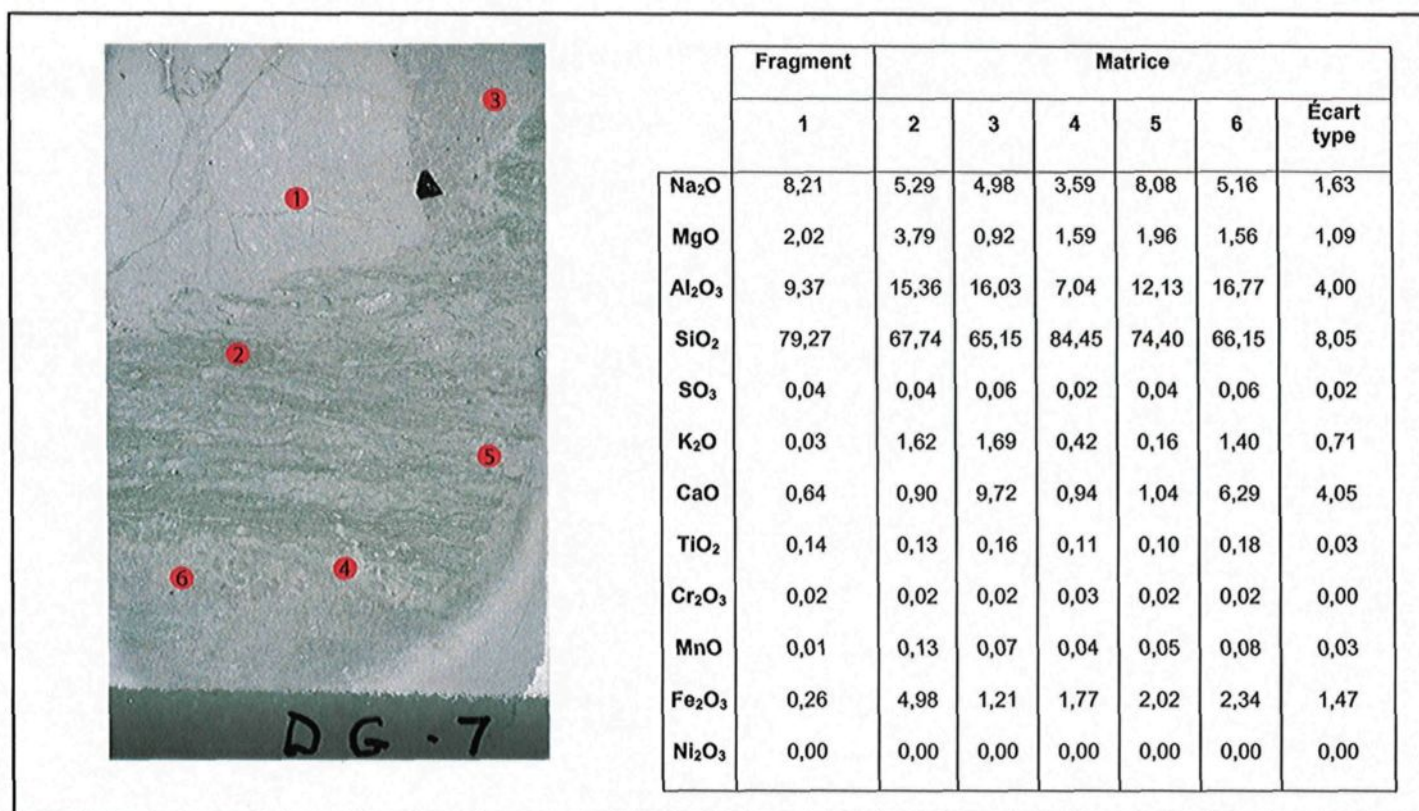 3
1
2
5
6
4
DG-7
Fragment Matrice
1 2 3 4 5 6 Écart type
Na₂O 8,21 5,29 4,98 3,59 8,08 5,16 1,63
MgO 2,02 3,79 0,92 1,59 1,96 1,56 1,09
Al₂O₃ 9,37 15,36 16,03 7,04 12,13 16,77 4,00
SiO₂ 79,27 67,74 65,15 84,45 74,40 66,15 8,05
SO₃ 0,04 0,04 0,06 0,02 0,04 0,06 0,02
K₂O 0,03 1,62 1,69 0,42 0,16 1,40 0,71
CaO 0,64 0,90 9,72 0,94 1,04 6,29 4,05
TiO₂ 0,14 0,13 0,16 0,11 0,10 0,18 0,03
Cr₂O₃ 0,02 0,02 0,02 0,03 0,02 0,02 0,00
MnO 0,01 0,13 0,07 0,04 0,05 0,08 0,03
Fe₂O₃ 0,26 4,98 1,21 1,77 2,02 2,34 1,47
Ni₂O₃ 0,00 0,00 0,00 0,00 0,00 0,00 0,00